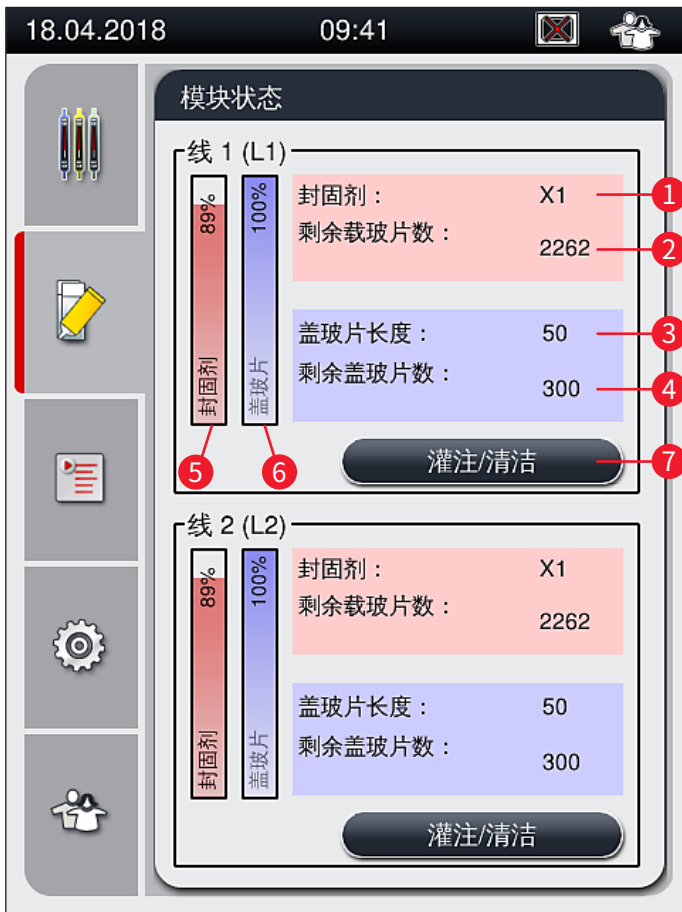 18.04.2018 09:41
模块状态
线 1 (L1)
89% 封固剂
100% 盖玻片
封固剂： X1
剩余载玻片数： 2262
盖玻片长度： 50
剩余盖玻片数： 300
灌注/清洁
1
2
3
4
5
6
7
线 2 (L2)
89% 封固剂
100% 盖玻片
封固剂： X1
剩余载玻片数： 2262
盖玻片长度： 50
剩余盖玻片数： 300
灌注/清洁